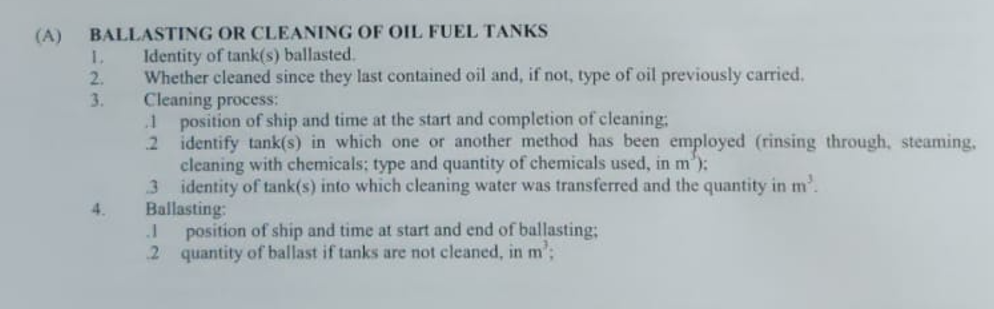 (A) BALLASTING OR CLEANING OF OIL FUEL TANKS
1. Identity of tank(s) ballasted.
2. Whether cleaned since they last contained oil and, if not, type of oil previously carried.
3. Cleaning process:
.1 position of ship and time at the start and completion of cleaning;
.2 identify tank(s) in which one or another method has been employed (rinsing through, steaming,
cleaning with chemicals; type and quantity of chemicals used, in m³);
.3 identity of tank(s) into which cleaning water was transferred and the quantity in m³.
4. Ballasting:
.1 position of ship and time at start and end of ballasting;
.2 quantity of ballast if tanks are not cleaned, in m³;